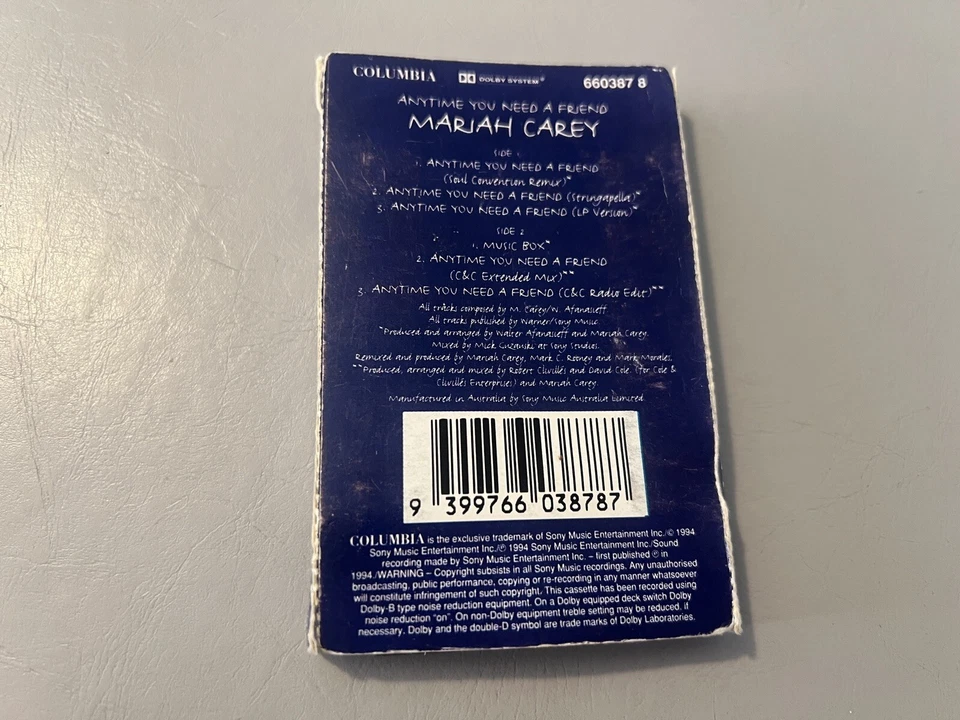 COLUMBIA DOLBY SYSTEM® 660387 8
ANYTIME YOU NEED A FRIEND
MARIAH CAREY
SIDE 1
1. ANYTIME YOU NEED A FRIEND
(Soul Convention Remix)*
2. ANYTIME YOU NEED A FRIEND (Stringapella)*
3. ANYTIME YOU NEED A FRIEND (LP Version)*
SIDE 2
1. MUSIC BOX*
2. ANYTIME YOU NEED A FRIEND
(C&C Extended Mix)**
3. ANYTIME YOU NEED A FRIEND (C&C Radio Edit)**
All tracks composed by M. Carey/W. Afanasieff.
All tracks published by Warner/Sony Music.
*Produced and arranged by Walter Afanasieff and Mariah Carey.
Mixed by Mick Guzauski at Sony Studios.
Remixed and produced by Mariah Carey, Mark C. Rooney and Mark Morales.
**Produced, arranged and mixed by Robert Clivillés and David Cole. (for Cole &
Clivillés Enterprises) and Mariah Carey.
Manufactured in Australia by Sony Music Australia Limited.
9 399766 038787
COLUMBIA is the exclusive trademark of Sony Music Entertainment Inc./© 1994
Sony Music Entertainment Inc./℗ 1994 Sony Music Entertainment Inc./Sound
recording made by Sony Music Entertainment Inc. – first published ℗ in
1994./WARNING – Copyright subsists in all Sony Music recordings. Any unauthorised
broadcasting, public performance, copying or re-recording in any manner whatsoever
will constitute infringement of such copyright. This cassette has been recorded using
Dolby-B type noise reduction equipment. On a Dolby equipped deck switch Dolby
noise reduction "on". On non-Dolby equipment treble setting may be reduced, if
necessary. Dolby and the double-D symbol are trade marks of Dolby Laboratories.